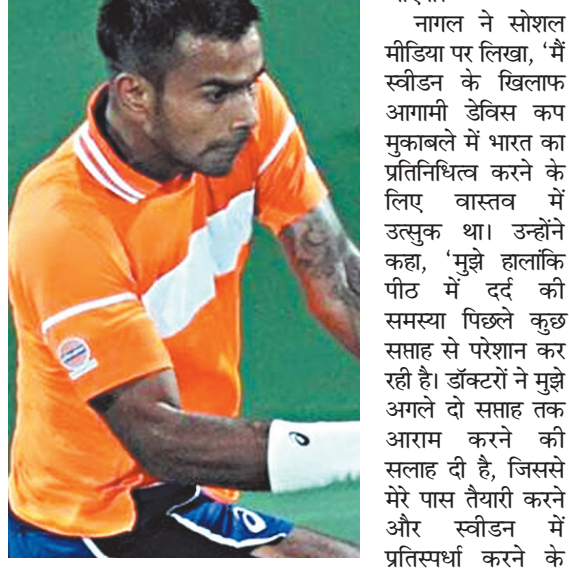 नागल ने सोशल
मीडिया पर लिखा, ‘मैं
स्वीडन के खिलाफ
आगामी डेविस कप
मुकाबले में भारत का
प्रतिनिधित्व करने के
लिए वास्तव में
उत्सुक था। उन्होंने
कहा, ‘मुझे हालांकि
पीठ में दर्द की
समस्या पिछले कुछ
सप्ताह से परेशान कर
रही है। डॉक्टरों ने मुझे
अगले दो सप्ताह तक
आराम करने की
सलाह दी है, जिससे
मेरे पास तैयारी करने
और स्वीडन में
प्रतिस्पर्धा करने के